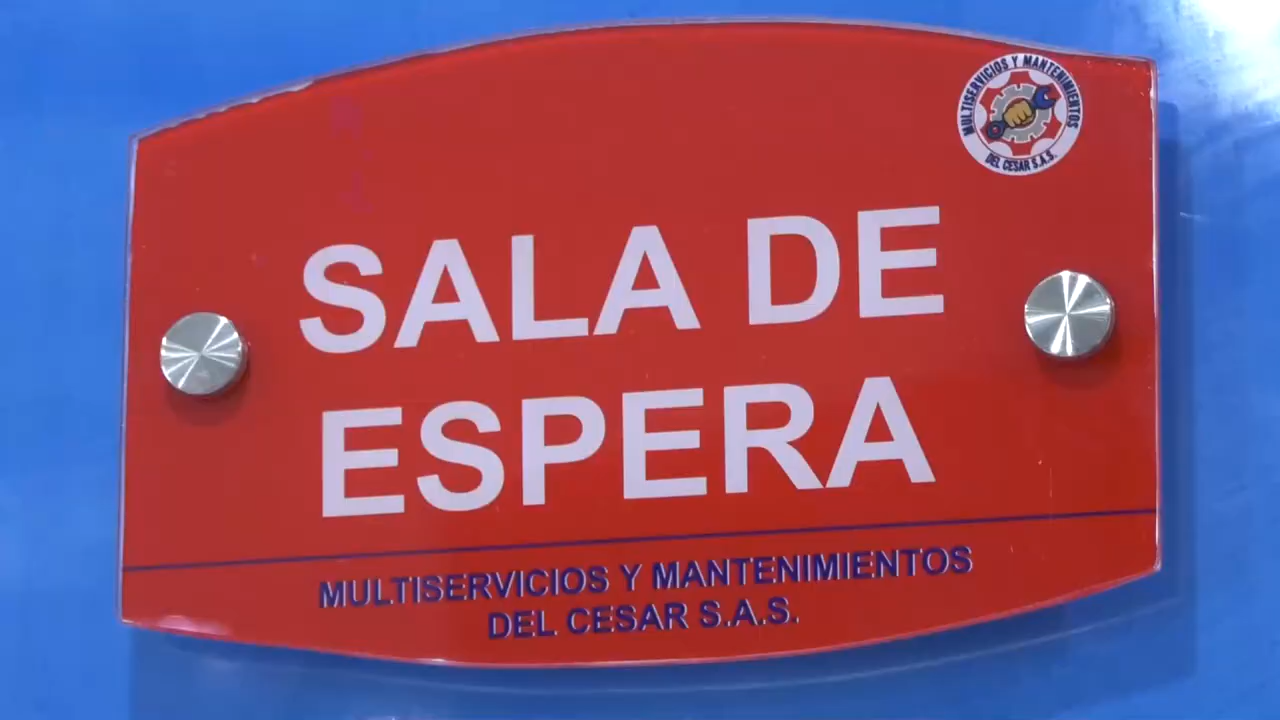 MULTISERVICIOS Y MANTENIMIENTOS
DEL CESAR S.A.S.
SALA DE
ESPERA
MULTISERVICIOS Y MANTENIMIENTOS
DEL CESAR S.A.S.